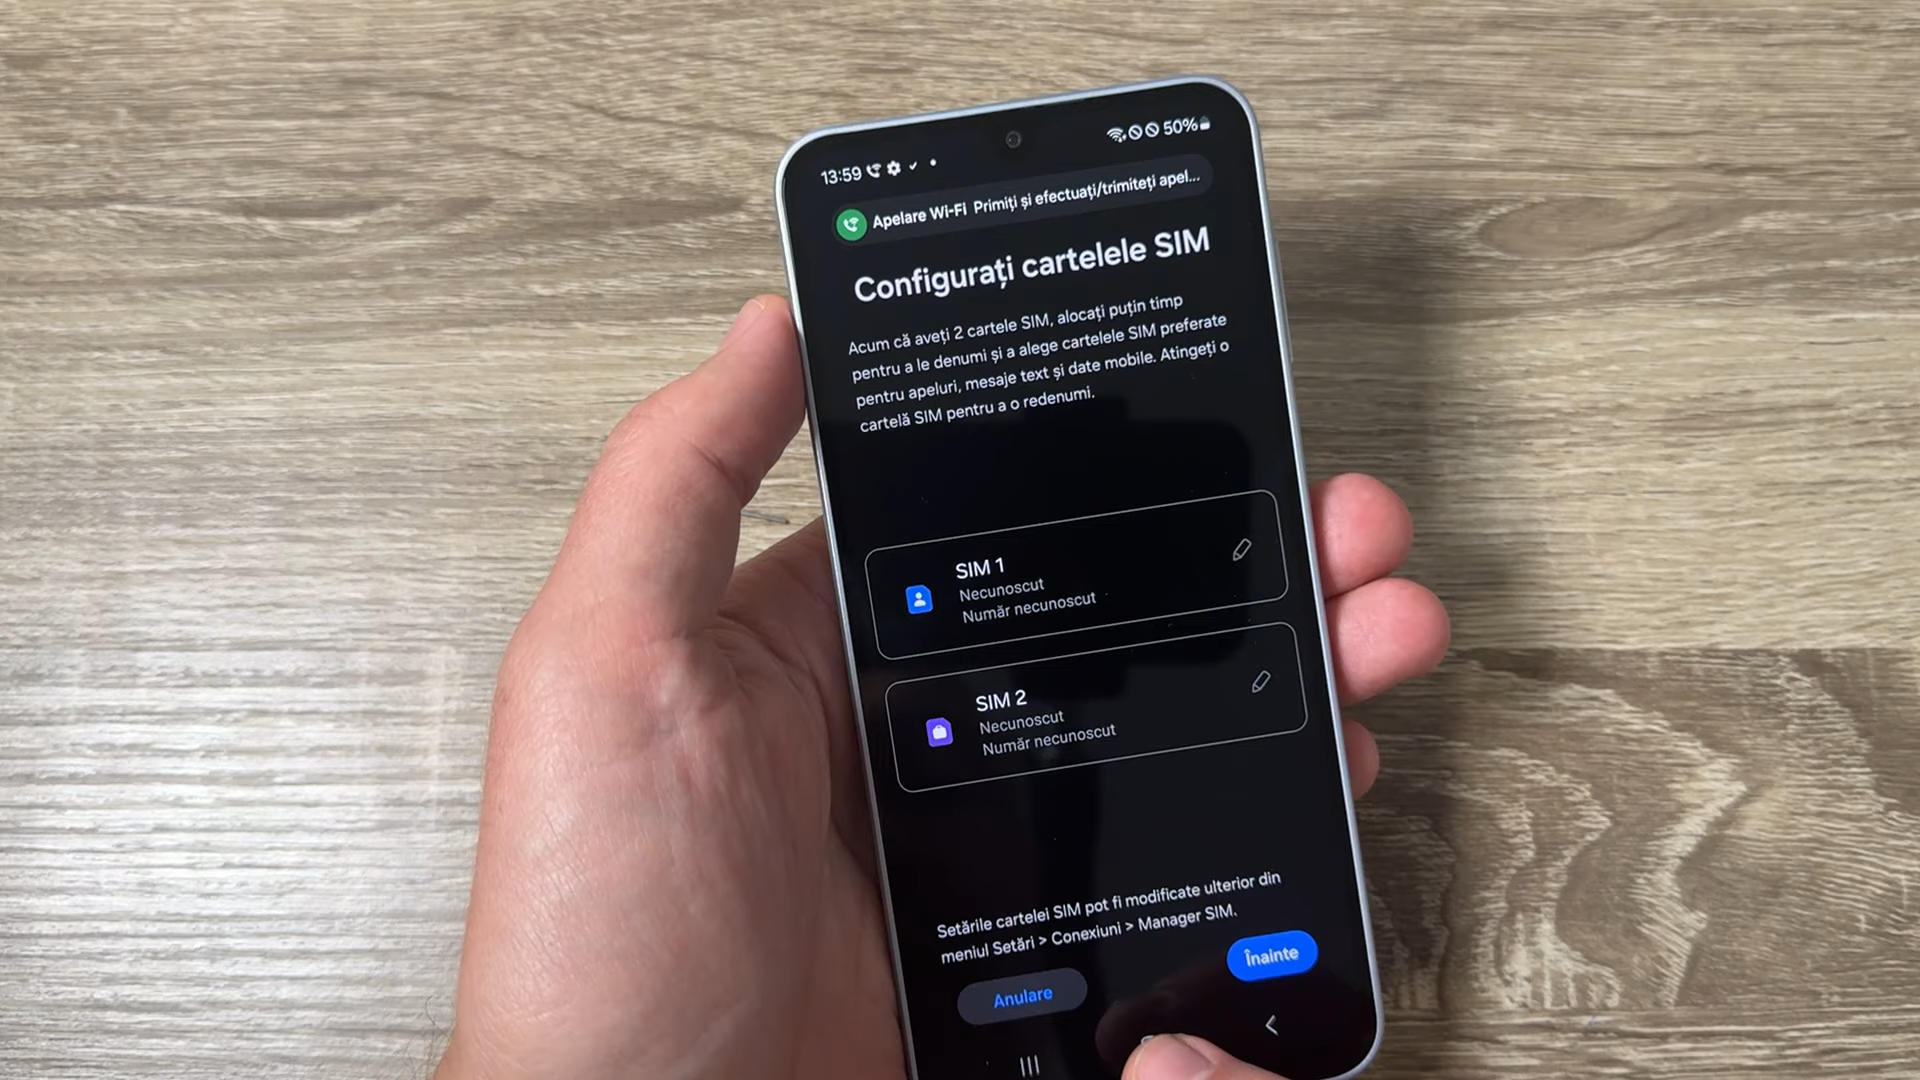 13:59
50%
Apelare Wi-Fi Primiți și efectuați/trimiteți apel...
Configurați cartelele SIM
Acum că aveți 2 cartele SIM, alocați puțin timp
pentru a le denumi și a alege cartelele SIM preferate
pentru apeluri, mesaje text și date mobile. Atingeți o
cartelă SIM pentru a o redenumi.
SIM 1
Necunoscut
Număr necunoscut
SIM 2
Necunoscut
Număr necunoscut
Setările cartelei SIM pot fi modificate ulterior din
meniul Setări > Conexiuni > Manager SIM.
Anulare
Înainte